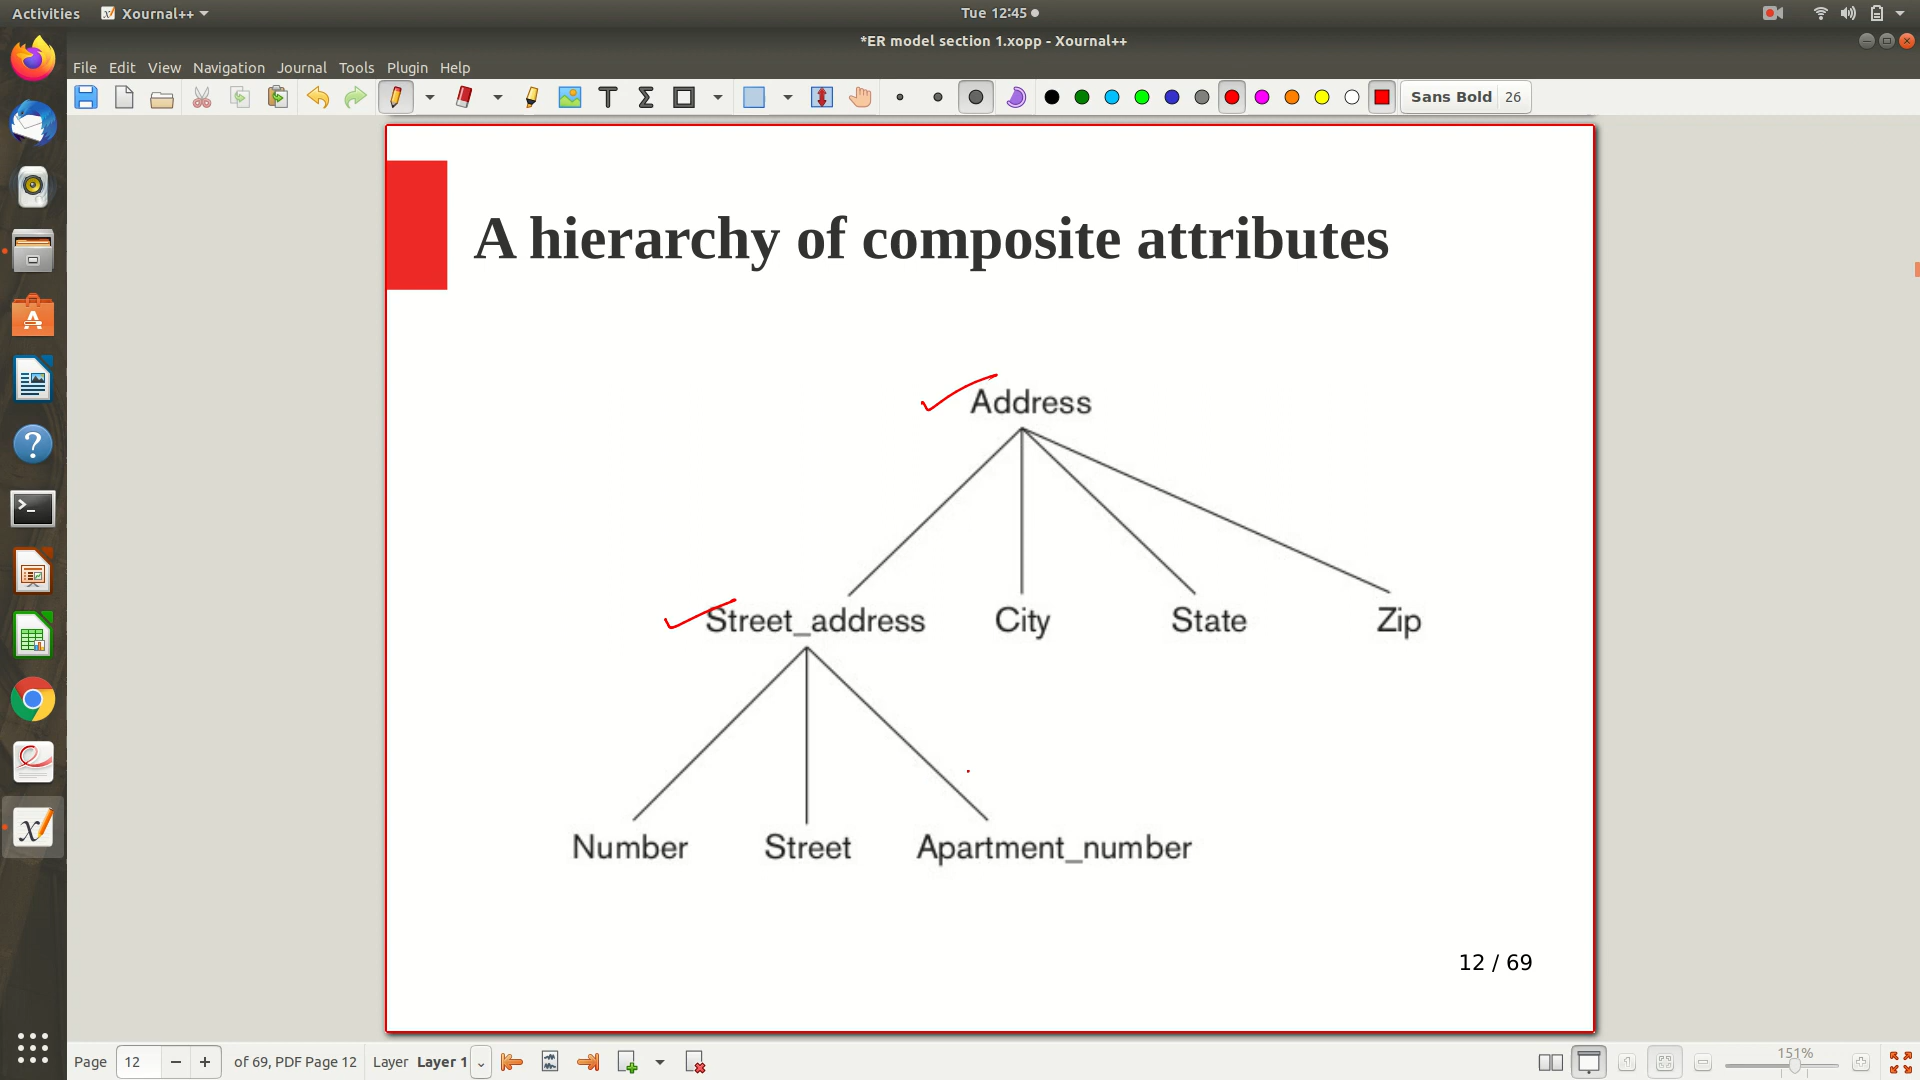 Activities Xournal++ Tue 12:45
*ER model section 1.xopp - Xournal++
File Edit View Navigation Journal Tools Plugin Help
Sans Bold 26
A hierarchy of composite attributes
Address
Street_address City State Zip
Number Street Apartment_number
12 / 69
Page 12 of 69, PDF Page 12 Layer Layer 1 151%